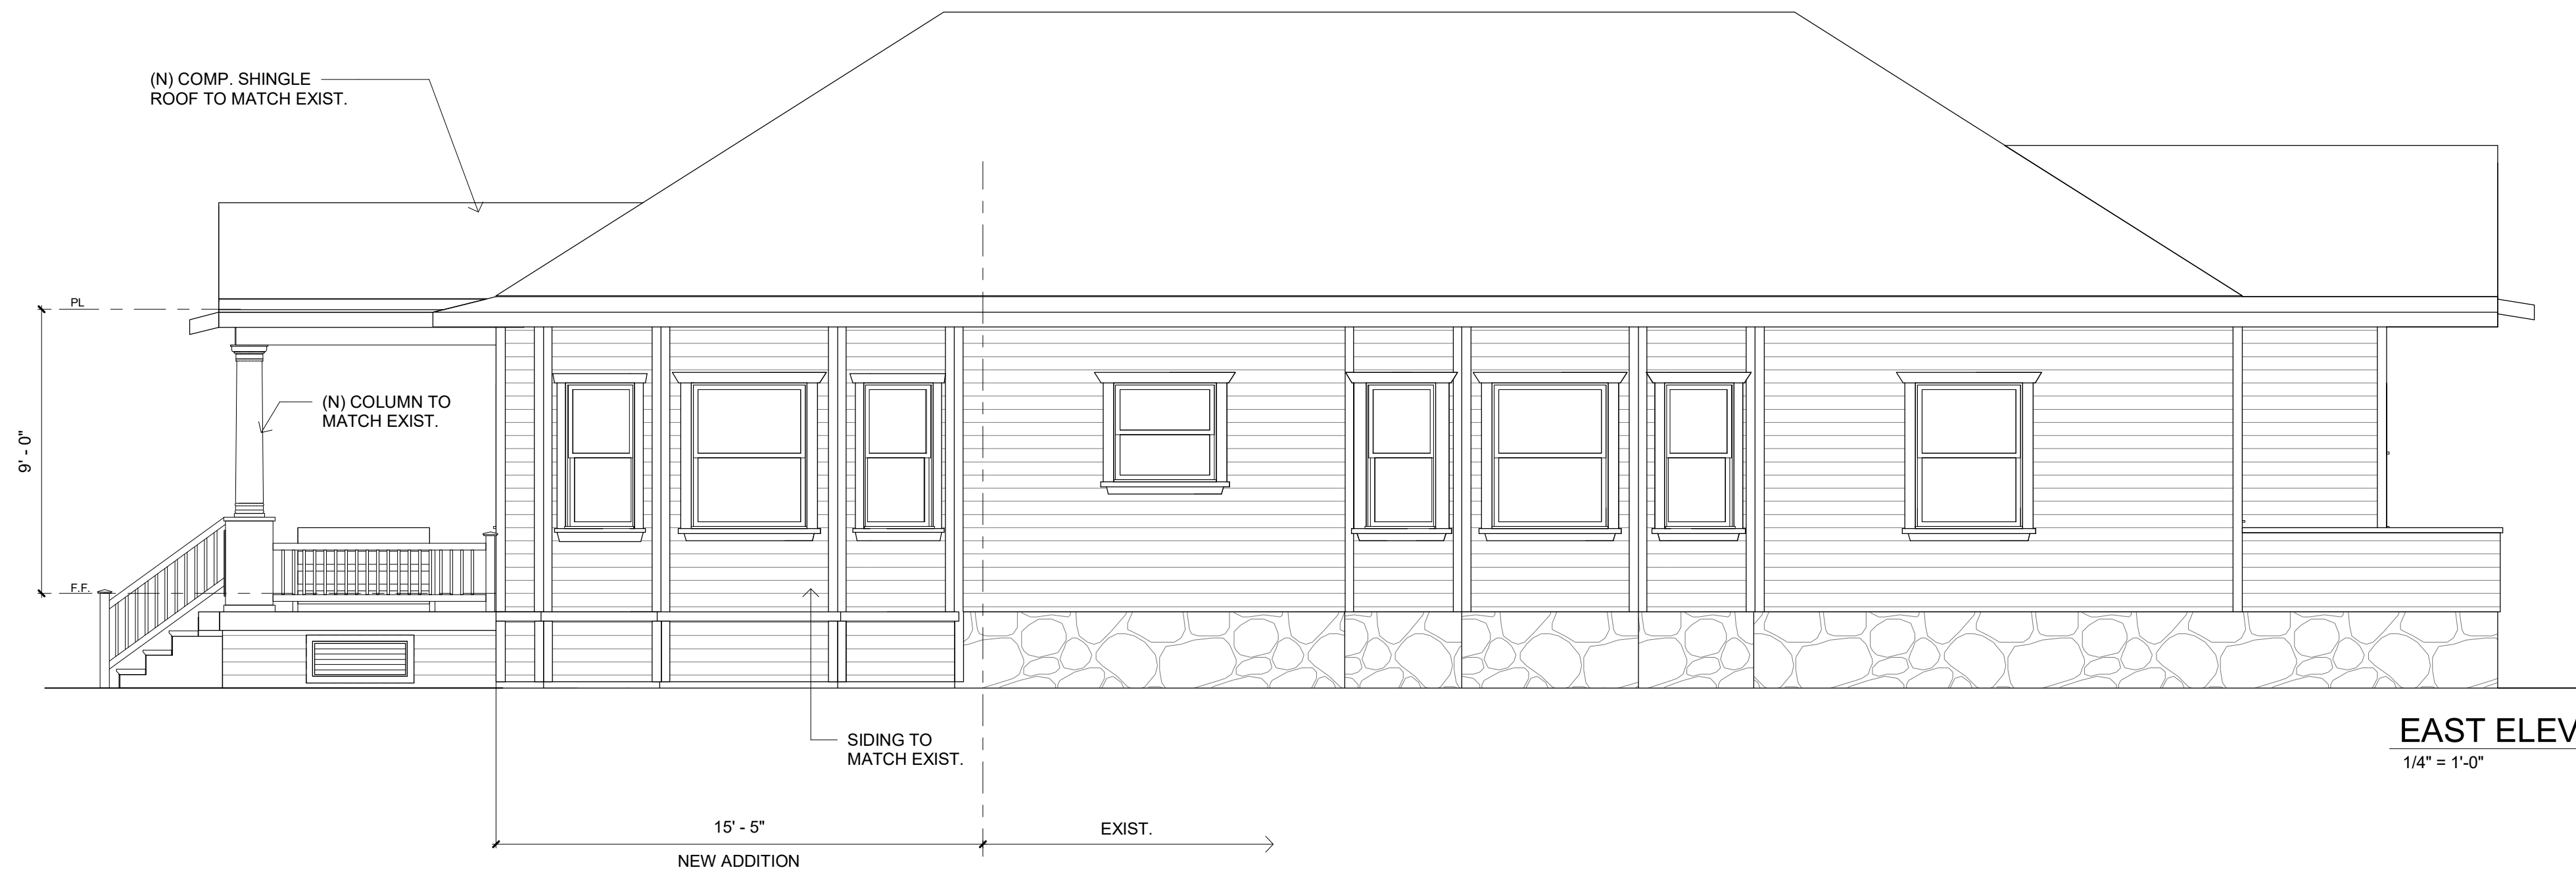 (N) COMP. SHINGLE
ROOF TO MATCH EXIST.
PL
(N) COLUMN TO
MATCH EXIST.
9' - 0"
F.F.
SIDING TO
MATCH EXIST.
EAST ELEV
1/4" = 1'-0"
15' - 5"
EXIST.
NEW ADDITION